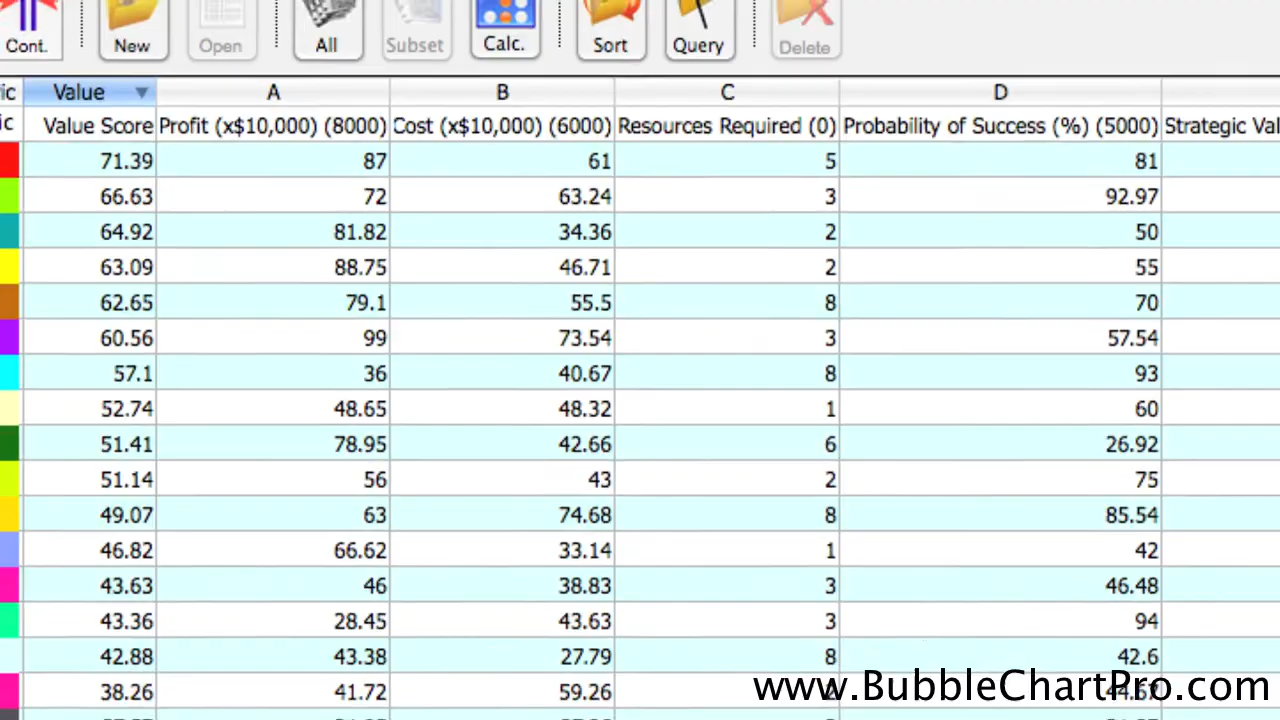 Cont. New Open All Subset Calc. Sort Query Delete
ic Value A B C D
ic Value Score Profit (x$10,000) (8000) Cost (x$10,000) (6000) Resources Required (0) Probability of Success (%) (5000) Strategic Val
71.39 87 61 5 81
66.63 72 63.24 3 92.97
64.92 81.82 34.36 2 50
63.09 88.75 46.71 2 55
62.65 79.1 55.5 8 70
60.56 99 73.54 3 57.54
57.1 36 40.67 8 93
52.74 48.65 48.32 1 60
51.41 78.95 42.66 6 26.92
51.14 56 43 2 75
49.07 63 74.68 8 85.54
46.82 66.62 33.14 1 42
43.63 46 38.83 3 46.48
43.36 28.45 43.63 3 94
42.88 43.38 27.79 8 42.6
38.26 41.72 59.26
www.BubbleChartPro.com